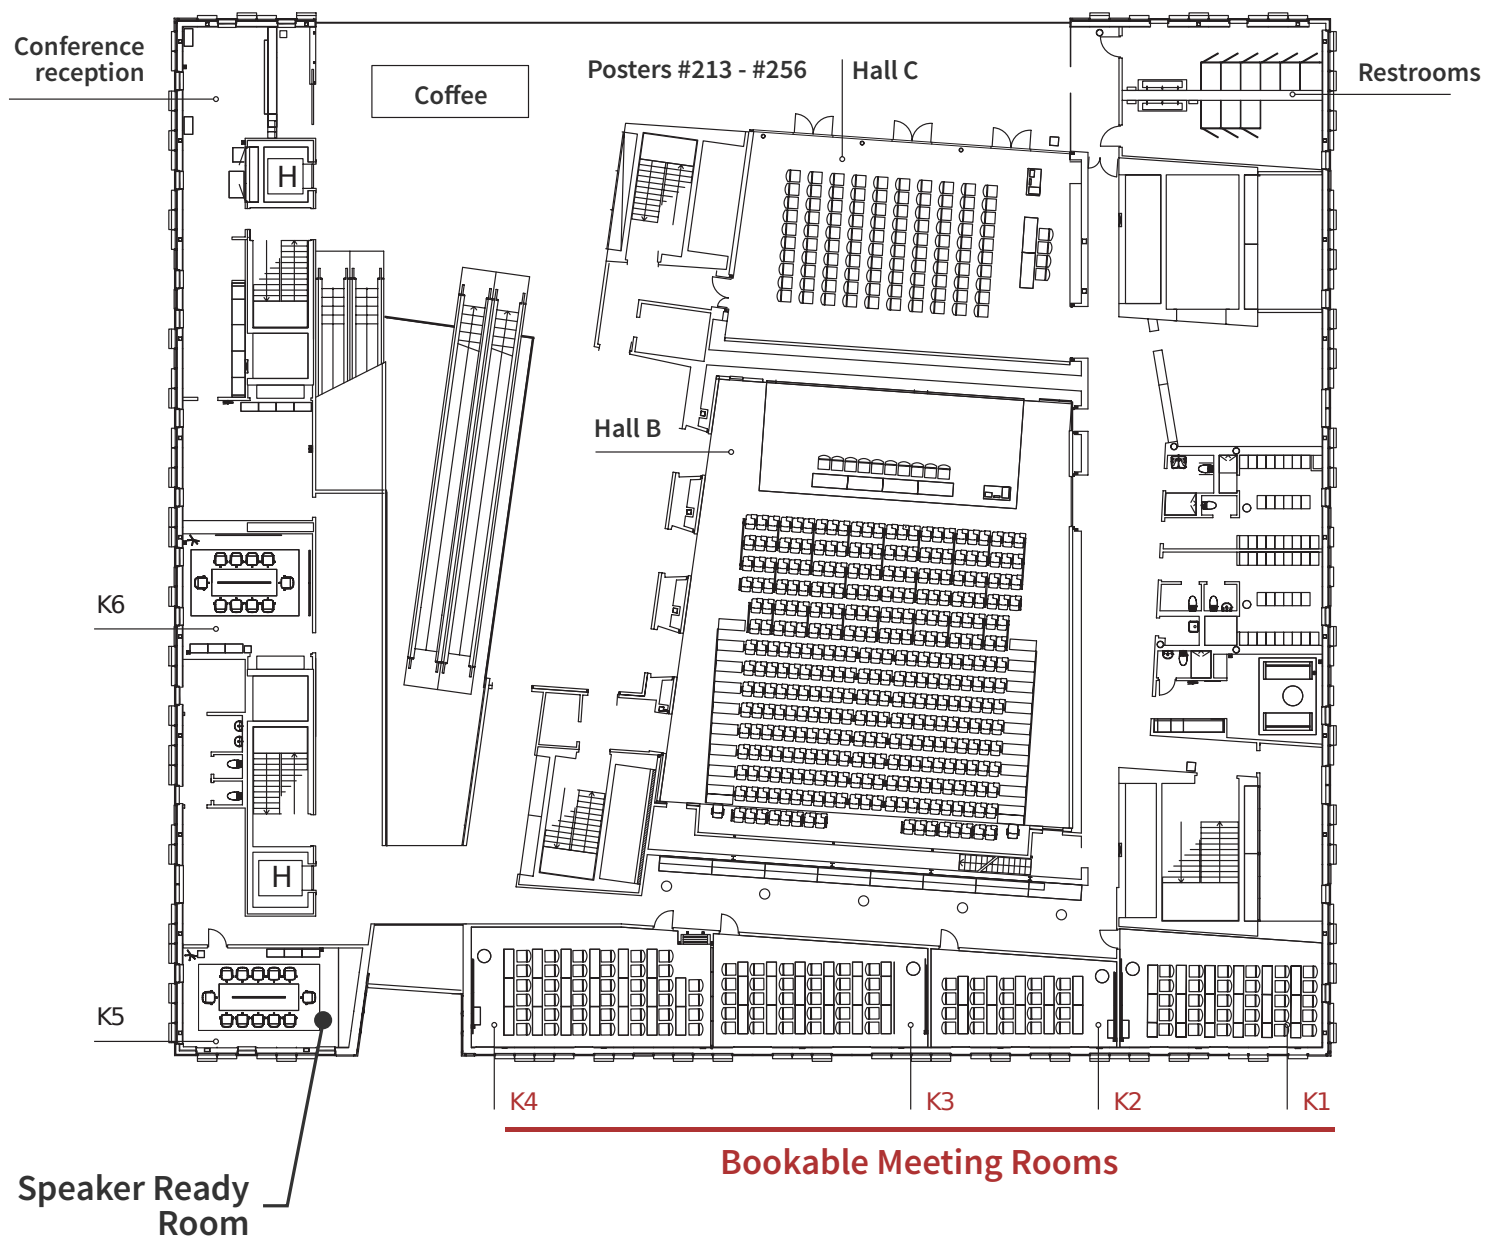 Conference
reception
Coffee
Posters #213 - #256
Hall C
Restrooms
H
Hall B
K6
H
K5
K4
K3
K2
K1
Bookable Meeting Rooms
Speaker Ready
Room